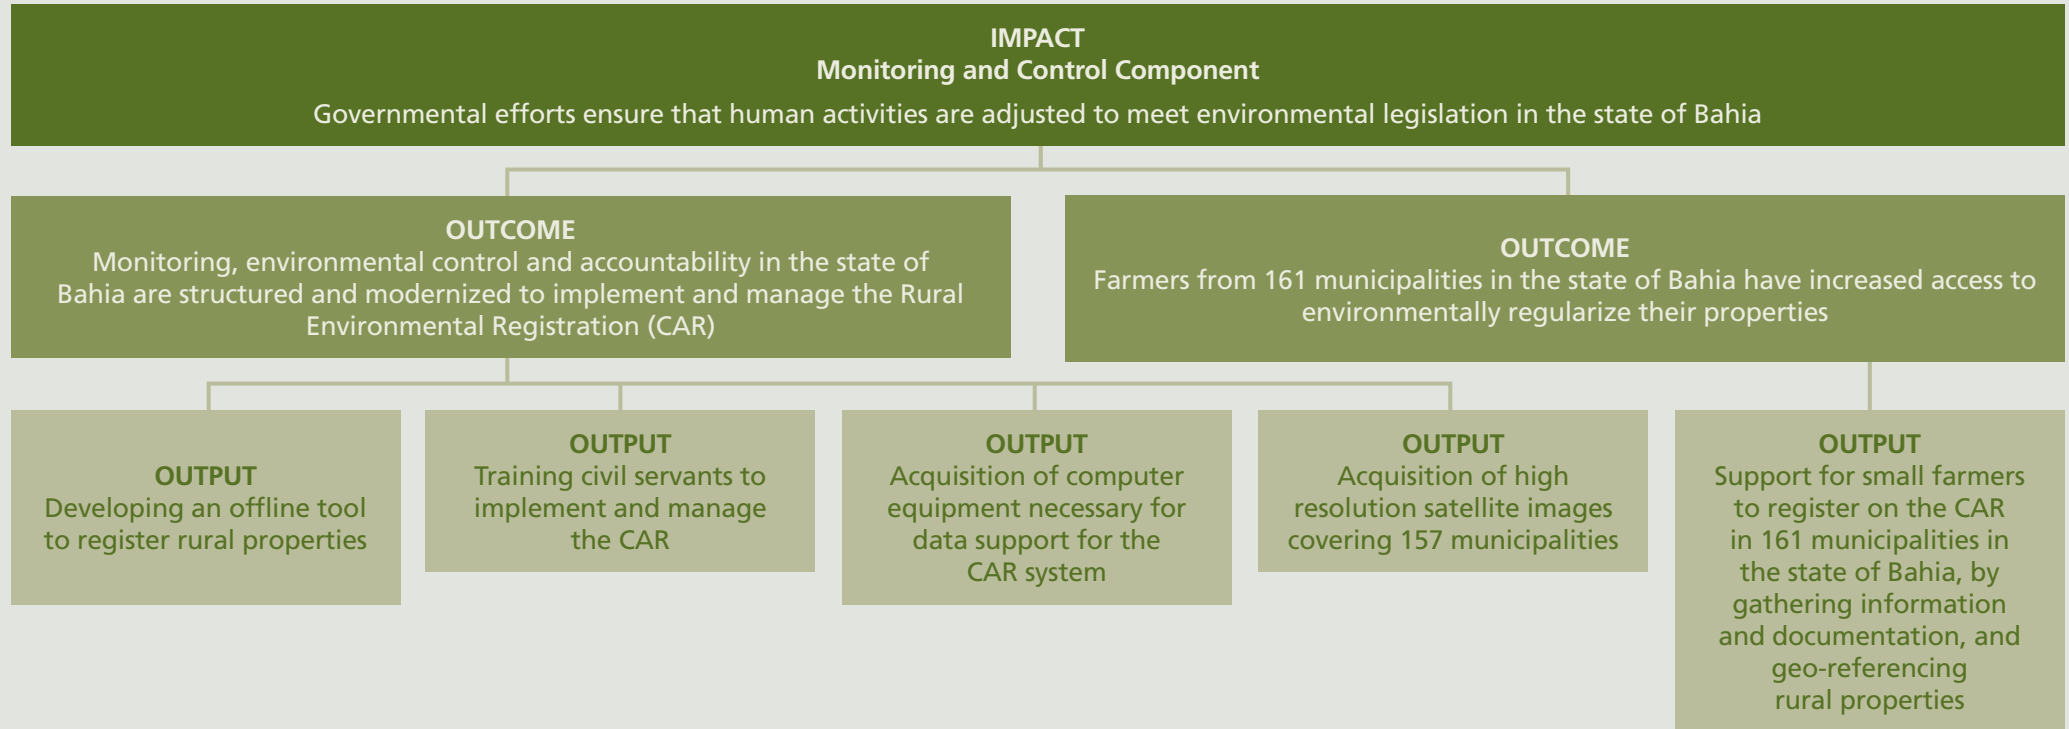 IMPACT
Monitoring and Control Component
Governmental efforts ensure that human activities are adjusted to meet environmental legislation in the state of Bahia
OUTCOME
Monitoring, environmental control and accountability in the state of
Bahia are structured and modernized to implement and manage the Rural
Environmental Registration (CAR)
OUTCOME
Farmers from 161 municipalities in the state of Bahia have increased access to
environmentally regularize their properties
OUTPUT
Developing an offline tool
to register rural properties
OUTPUT
Training civil servants to
implement and manage
the CAR
OUTPUT
Acquisition of computer
equipment necessary for
data support for the
CAR system
OUTPUT
Acquisition of high
resolution satellite images
covering 157 municipalities
OUTPUT
Support for small farmers
to register on the CAR
in 161 municipalities in
the state of Bahia, by
gathering information
and documentation, and
geo-referencing
rural properties